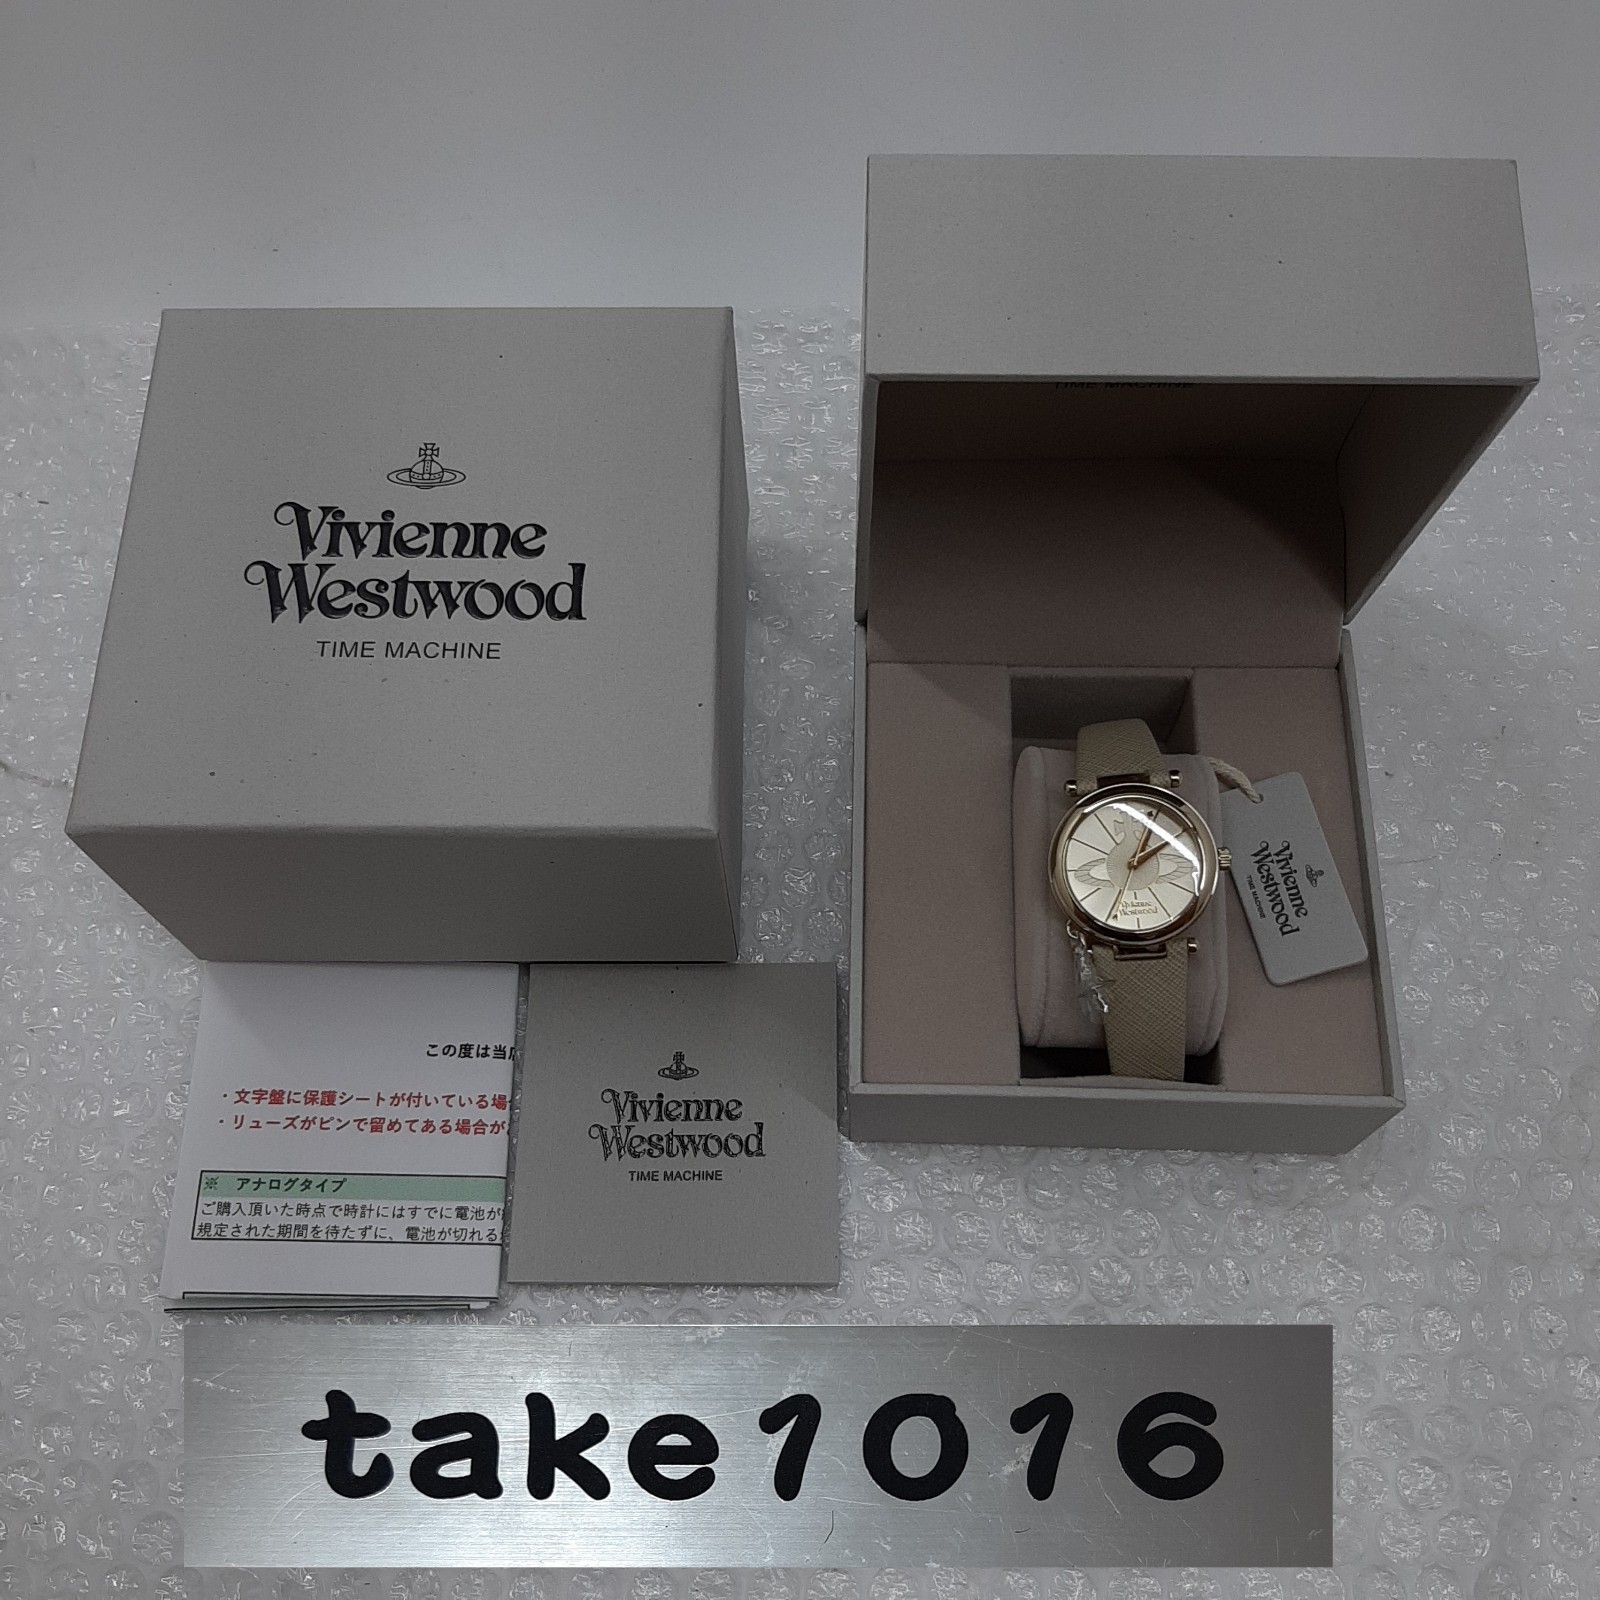 Vivienne
Westwood
TIME MACHINE
TIME MACHINE
Vivienne
Westwood
Vivienne
Westwood
TIME MACHINE
この度は当店
・文字盤に保護シートが付いている場合
・リューズがピンで留めてある場合が
※ アナログタイプ
ご購入頂いた時点で時計にはすでに電池が
規定された期間を待たずに、電池が切れる
Vivienne
Westwood
TIME MACHINE
take1016